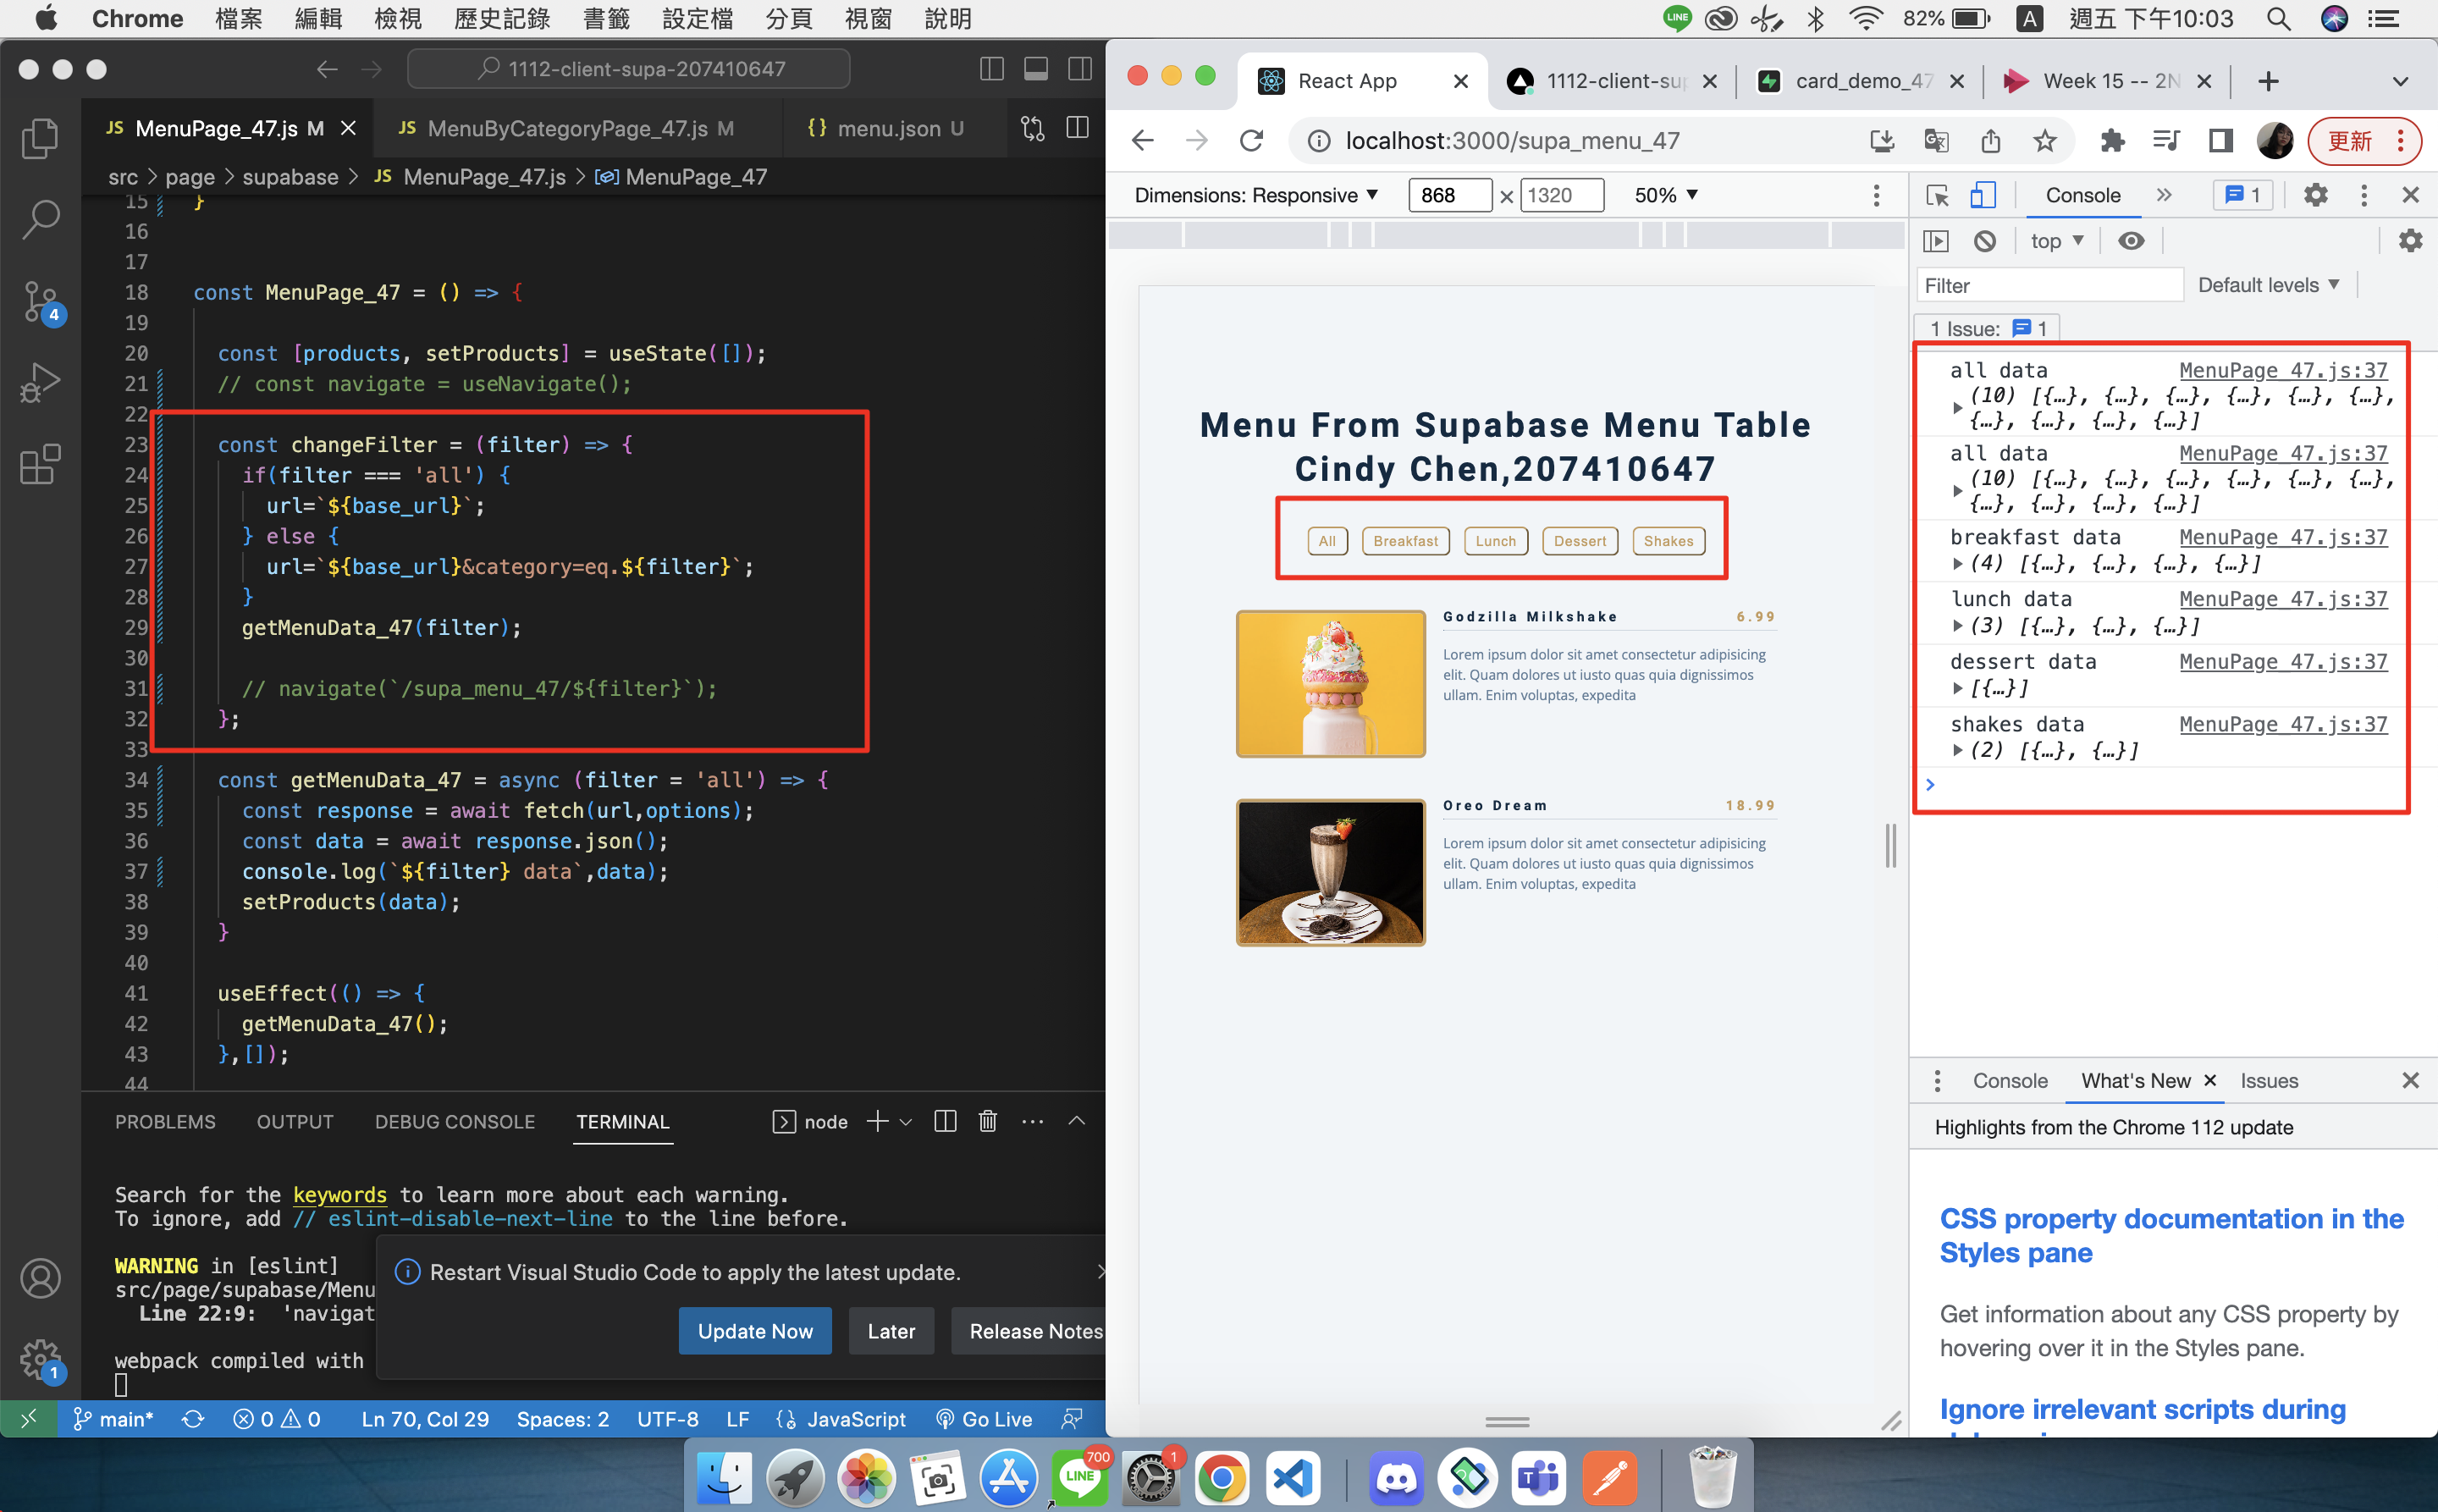 Chrome 檔案 編輯 檢視 歷史記錄 書籤 設定檔 分頁 視窗 說明 LINE 82% A 週五 下午10:03
1112-client-supa-207410647
JS MenuPage_47.js M
JS MenuByCategoryPage_47.js M
{} menu.json U
src > page > supabase > JS MenuPage_47.js > MenuPage_47
15 }
16
17
18 const MenuPage_47 = () => {
19
20 const [products, setProducts] = useState([]);
21 // const navigate = useNavigate();
22
23 const changeFilter = (filter) => {
24 if(filter === 'all') {
25 url=`${base_url}`;
26 } else {
27 url=`${base_url}&category=eq.${filter}`;
28 }
29 getMenuData_47(filter);
30
31 // navigate(`/supa_menu_47/${filter}`);
32 };
33
34 const getMenuData_47 = async (filter = 'all') => {
35 const response = await fetch(url,options);
36 const data = await response.json();
37 console.log(`${filter} data`,data);
38 setProducts(data);
39 }
40
41 useEffect(() => {
42 getMenuData_47();
43 },[]);
44
PROBLEMS OUTPUT DEBUG CONSOLE TERMINAL node
Search for the keywords to learn more about each warning.
To ignore, add // eslint-disable-next-line to the line before.
WARNING in [eslint]
src/page/supabase/Menu
Line 22:9: 'navigat
webpack compiled with
Restart Visual Studio Code to apply the latest update.
Update Now Later Release Notes
4
1
main* 0 0 Ln 70, Col 29 Spaces: 2 UTF-8 LF JavaScript Go Live
React App
1112-client-sup
card_demo_47
Week 15 -- 2N
localhost:3000/supa_menu_47
更新
Dimensions: Responsive 868 × 1320 50%
Menu From Supabase Menu Table
Cindy Chen,207410647
All Breakfast Lunch Dessert Shakes
Godzilla Milkshake 6.99
Lorem ipsum dolor sit amet consectetur adipisicing
elit. Quam dolores ut iusto quas quia dignissimos
ullam. Enim voluptas, expedita
Oreo Dream 18.99
Lorem ipsum dolor sit amet consectetur adipisicing
elit. Quam dolores ut iusto quas quia dignissimos
ullam. Enim voluptas, expedita
Console 1
top
Filter Default levels
1 Issue: 1
all data MenuPage_47.js:37
(10) [{…}, {…}, {…}, {…}, {…}, {…},
{…}, {…}, {…}, {…}]
all data MenuPage_47.js:37
(10) [{…}, {…}, {…}, {…}, {…}, {…},
{…}, {…}, {…}, {…}]
breakfast data MenuPage_47.js:37
(4) [{…}, {…}, {…}, {…}]
lunch data MenuPage_47.js:37
(3) [{…}, {…}, {…}]
dessert data MenuPage_47.js:37
[{…}]
shakes data MenuPage_47.js:37
(2) [{…}, {…}]
Console What's New Issues
Highlights from the Chrome 112 update
CSS property documentation in the
Styles pane
Get information about any CSS property by
hovering over it in the Styles pane.
Ignore irrelevant scripts during
LINE 700 1